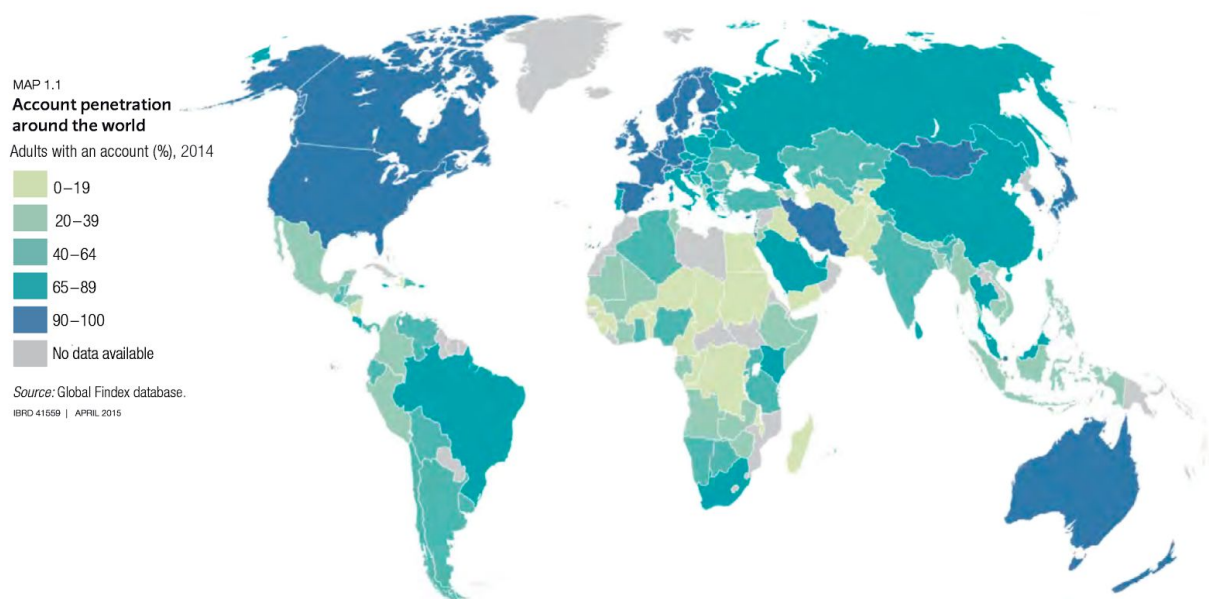 MAP 1.1
Account penetration
around the world
Adults with an account (%), 2014
0–19
20–39
40–64
65–89
90–100
No data available
Source: Global Findex database.
IBRD 41559 | APRIL 2015